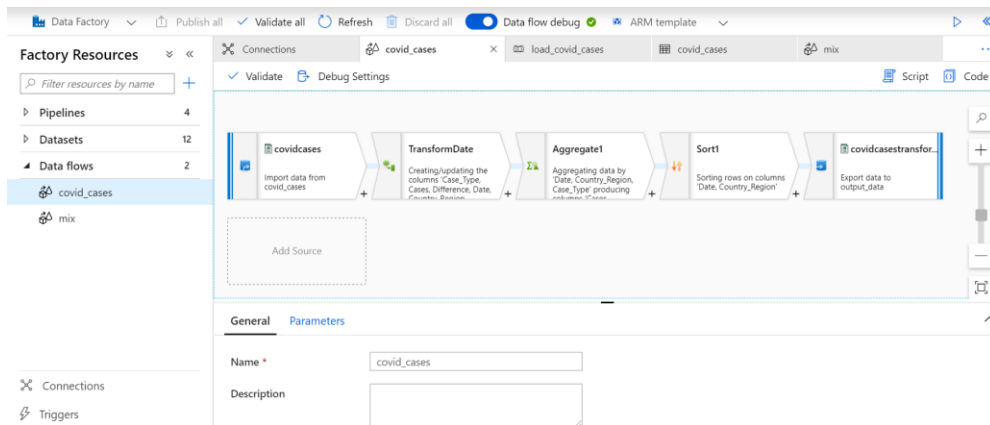 Data Factory
Publish all
Validate all
Refresh
Discard all
Data flow debug
ARM template
Factory Resources
Filter resources by name
Pipelines 4
Datasets 12
Data flows 2
covid_cases
mix
Connections
Triggers
Connections
covid_cases
load_covid_cases
covid_cases
mix
Validate
Debug Settings
Script
Code
covidcases
Import data from
covid_cases
TransformDate
Creating/updating the
columns 'Case_Type,
Cases, Difference, Date,
Country_Region,
Aggregate1
Aggregating data by
'Date, Country_Region,
Case_Type' producing
columns 'Cases
Sort1
Sorting rows on columns
'Date, Country_Region'
covidcasestransfor...
Export data to
output_data
Add Source
General
Parameters
Name *
covid_cases
Description